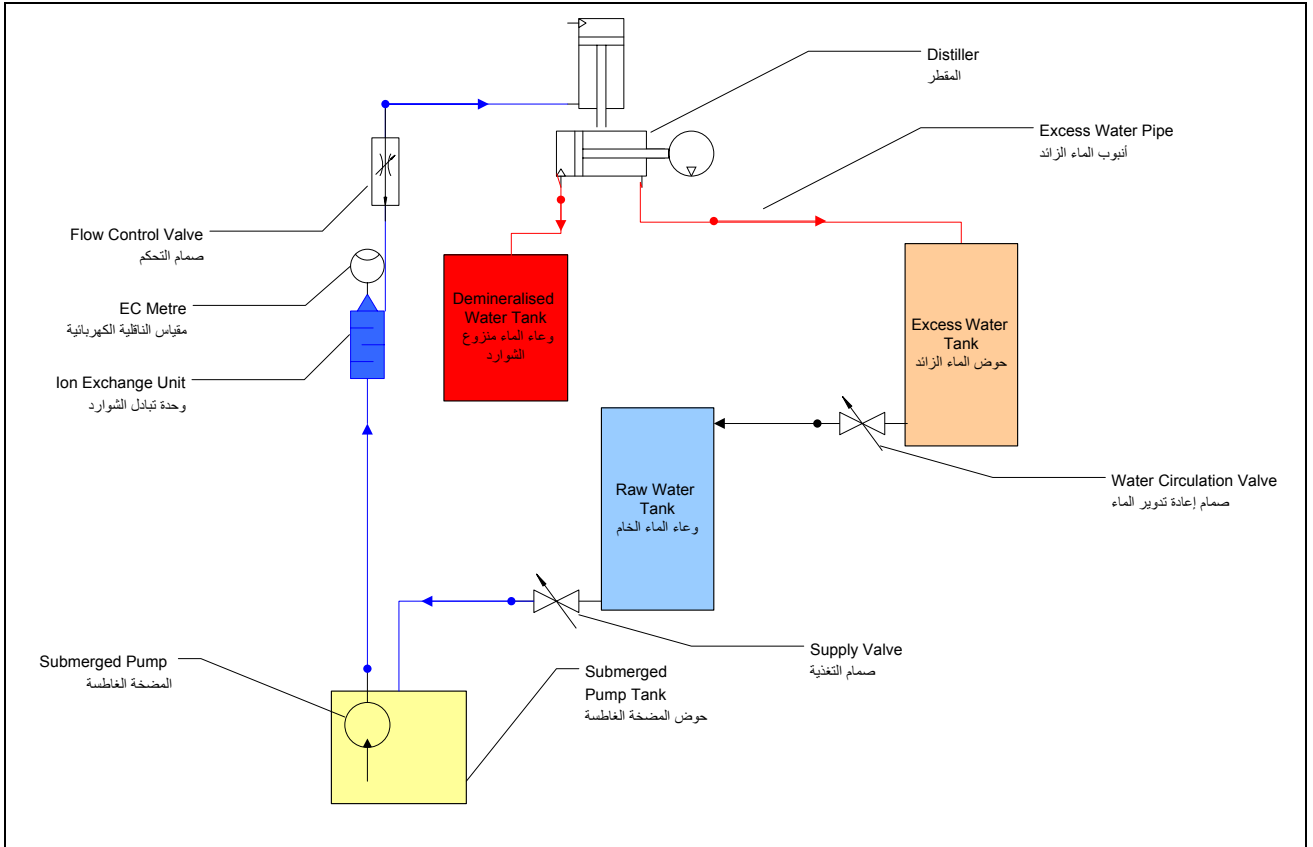 Distiller
المقطر
Excess Water Pipe
أنبوب الماء الزائد
Flow Control Valve
صمام التحكم
EC Metre
مقياس الناقلية الكهربائية
Ion Exchange Unit
وحدة تبادل الشوارد
Demineralised
Water Tank
وعاء الماء منزوع
الشوارد
Excess Water
Tank
حوض الماء الزائد
Raw Water
Tank
وعاء الماء الخام
Water Circulation Valve
صمام إعادة تدوير الماء
Supply Valve
صمام التغذية
Submerged Pump
المضخة الغاطسة
Submerged
Pump Tank
حوض المضخة الغاطسة